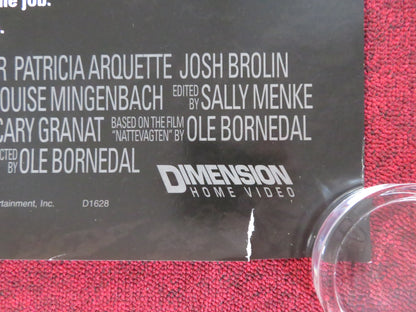 the job.
R PATRICIA ARQUETTE JOSH BROLIN
OUISE MINGENBACH EDITED BY SALLY MENKE
CARY GRANAT BASED ON THE FILM "NATTEVAGTEN" BY OLE BORNEDAL
CTED BY OLE BORNEDAL
DIMENSION
HOME VIDEO
rtainment, Inc. D1628